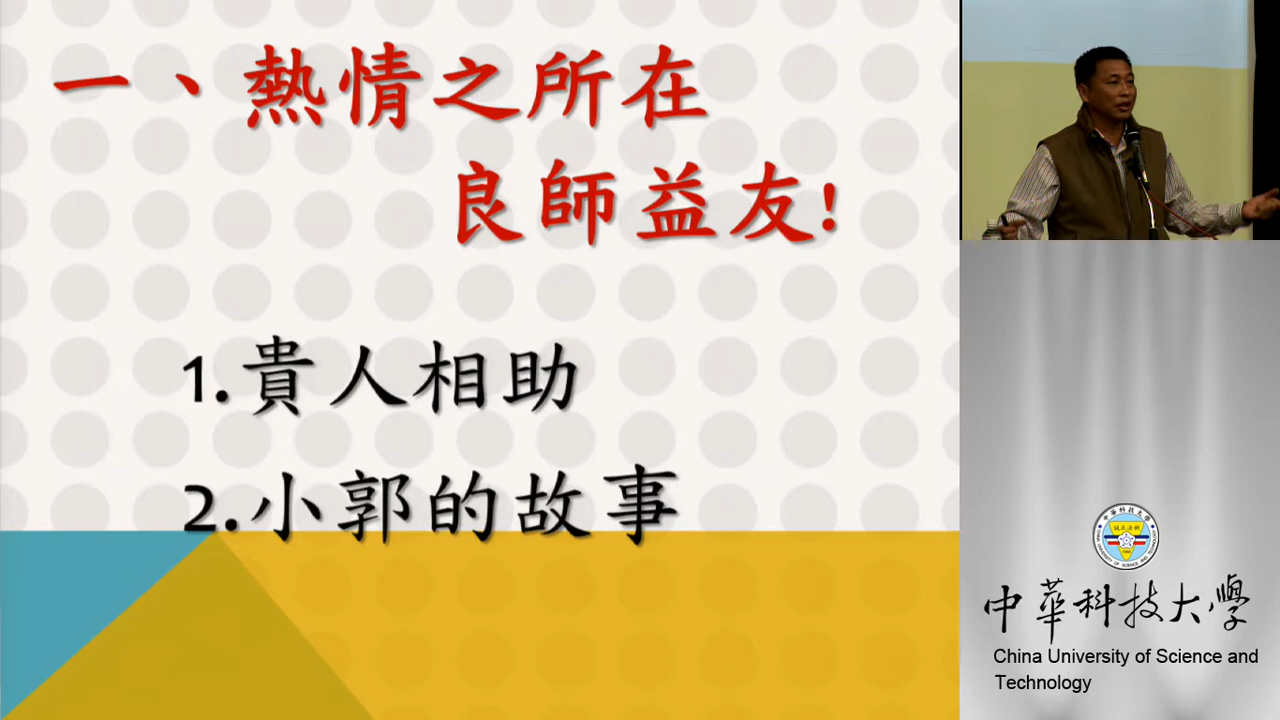 一、熱情之所在
良師益友!
1.貴人相助
2.小郭的故事
中華科技大學
China University of Science and
Technology